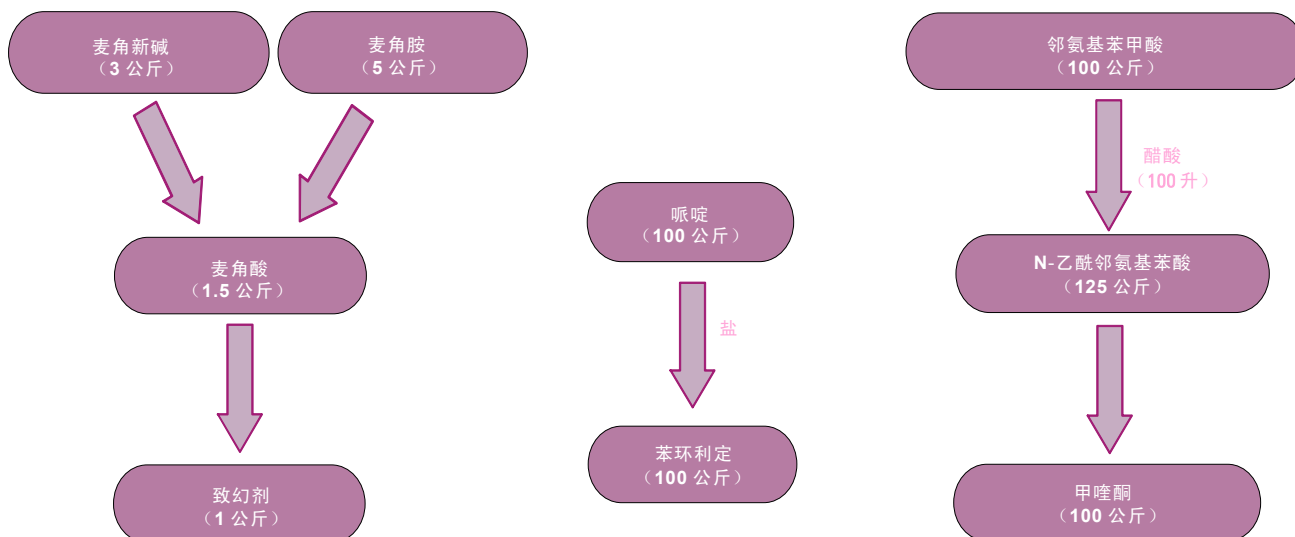 麦角新碱
（3 公斤）
麦角胺
（5 公斤）
麦角酸
（1.5 公斤）
致幻剂
（1 公斤）
哌啶
（100 公斤）
盐
苯环利定
（100 公斤）
邻氨基苯甲酸
（100 公斤）
醋酸
（100 升）
N-乙酰邻氨基苯酸
（125 公斤）
甲喹酮
（100 公斤）